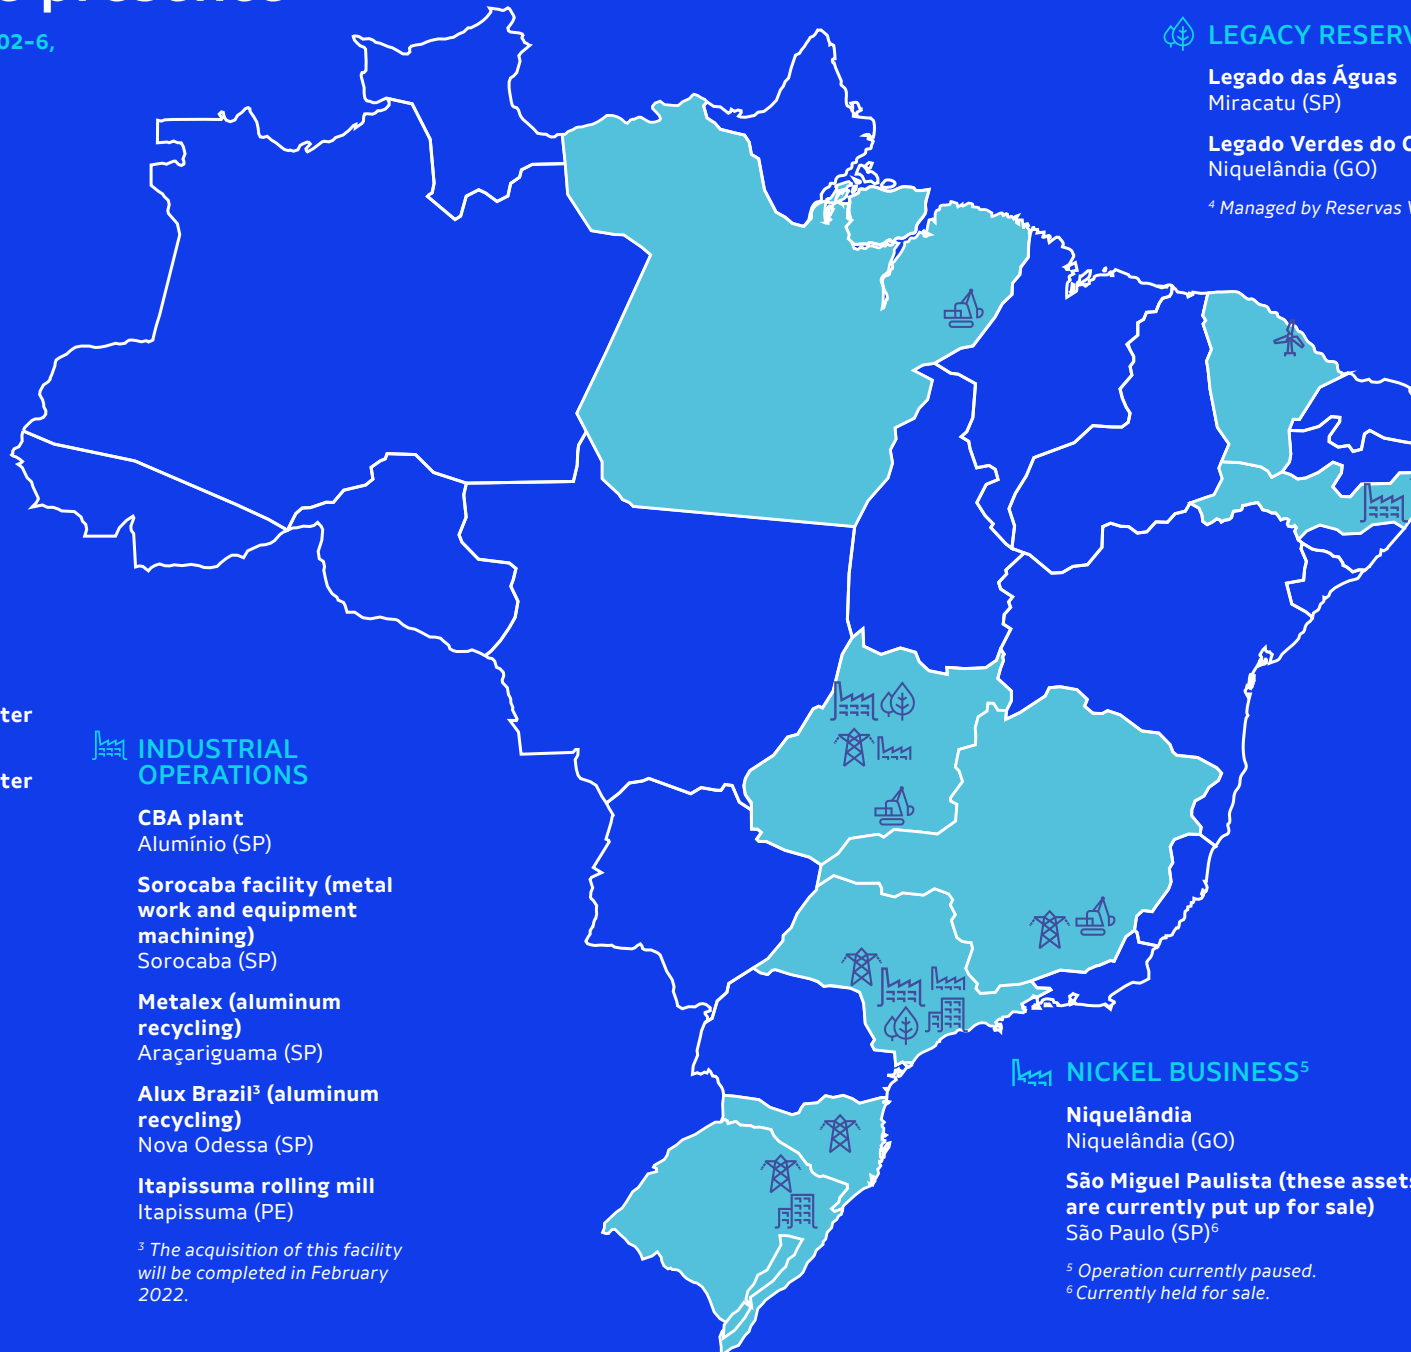 presence
02-6,
LEGACY RESERV
Legado das Águas
Miracatu (SP)
Legado Verdes do
Niquelândia (GO)
⁴ Managed by Reservas
ter
ter
INDUSTRIAL
OPERATIONS
CBA plant
Alumínio (SP)
Sorocaba facility (metal
work and equipment
machining)
Sorocaba (SP)
Metalex (aluminum
recycling)
Araçariguama (SP)
Alux Brazil³ (aluminum
recycling)
Nova Odessa (SP)
Itapissuma rolling mill
Itapissuma (PE)
³ The acquisition of this facility
will be completed in February
2022.
NICKEL BUSINESS⁵
Niquelândia
Niquelândia (GO)
São Miguel Paulista (these assets
are currently put up for sale)
São Paulo (SP)⁶
⁵ Operation currently paused.
⁶ Currently held for sale.